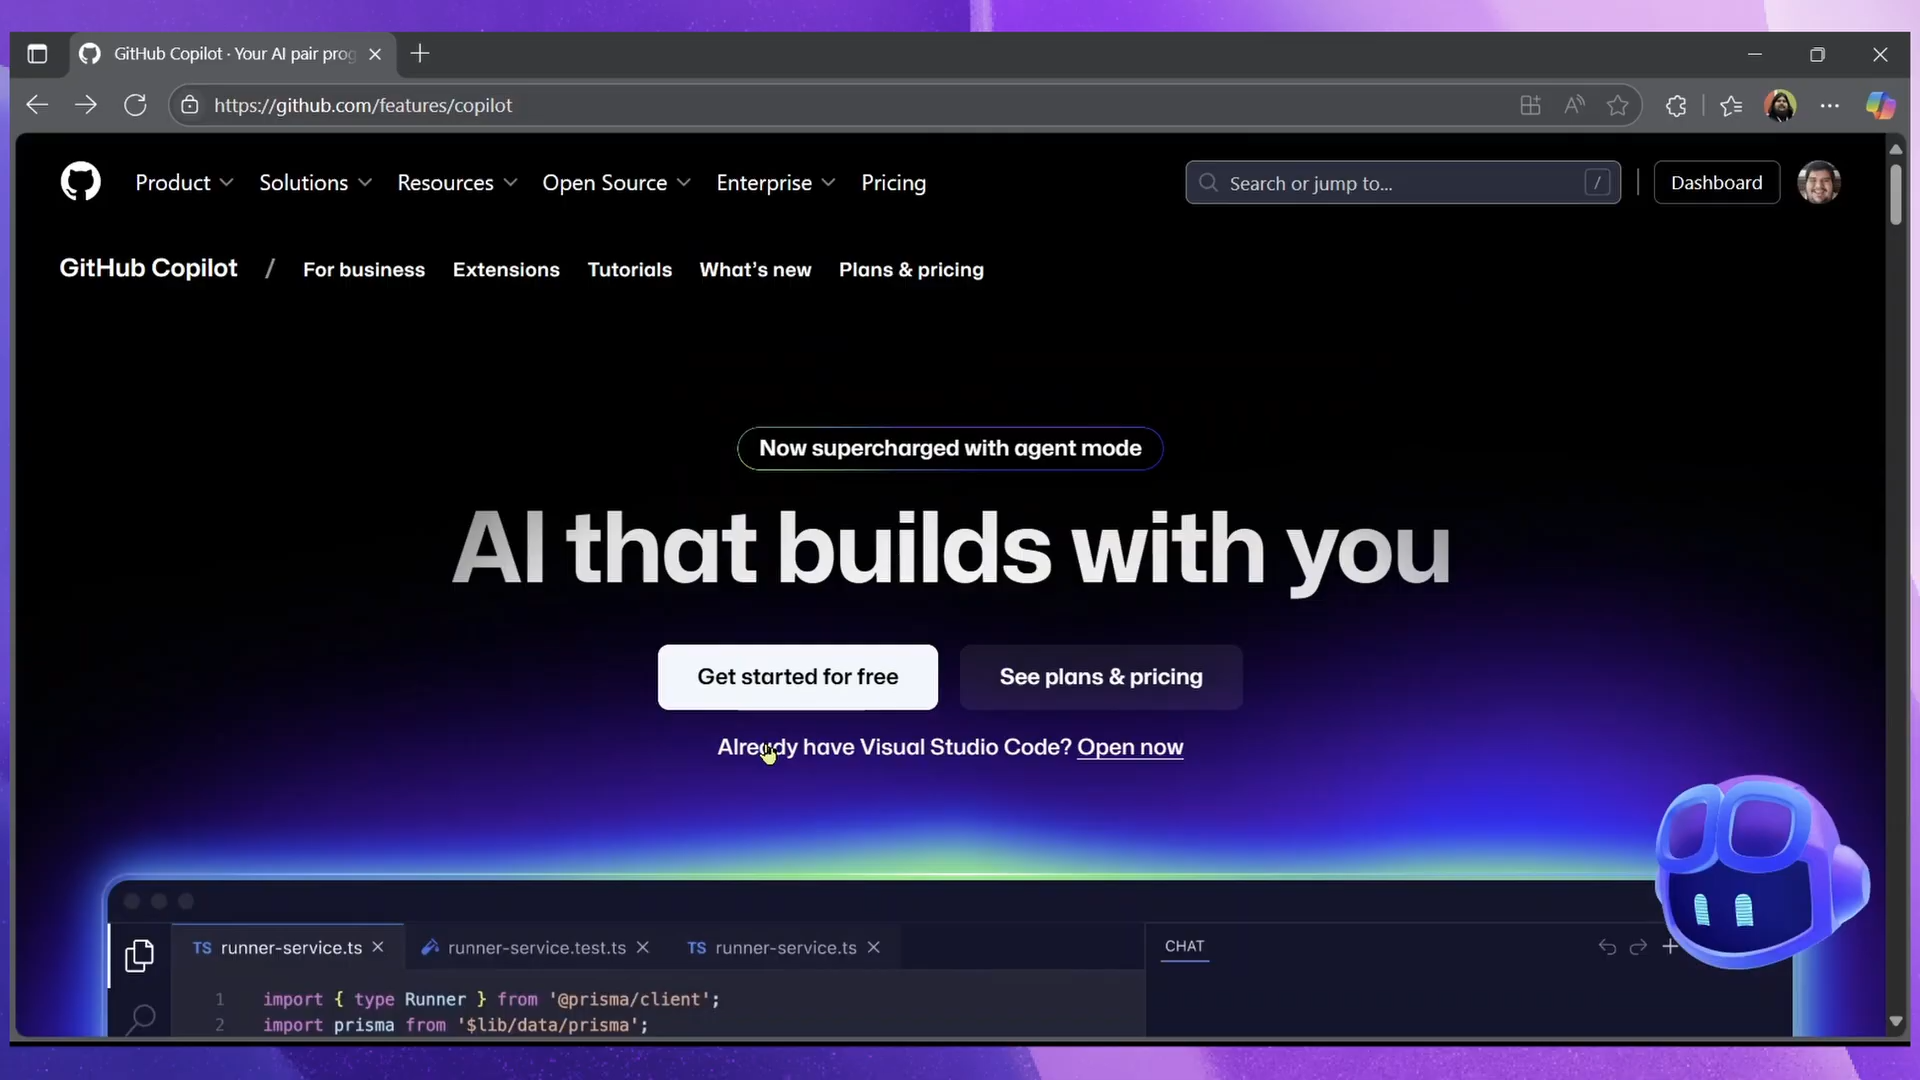 GitHub Copilot · Your AI pair prog
https://github.com/features/copilot
Product Solutions Resources Open Source Enterprise Pricing Search or jump to... / Dashboard
GitHub Copilot / For business Extensions Tutorials What's new Plans & pricing
Now supercharged with agent mode
AI that builds with you
Get started for free See plans & pricing
Already have Visual Studio Code? Open now
TS runner-service.ts runner-service.test.ts TS runner-service.ts CHAT
1 import { type Runner } from '@prisma/client';
2 import prisma from '$lib/data/prisma';